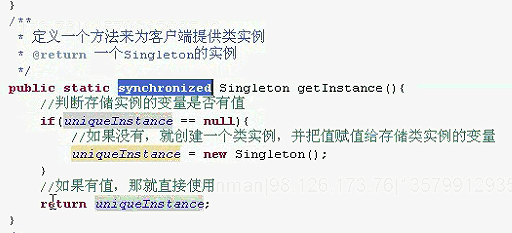 }
/**
* 定义一个方法来为客户端提供类实例
* @return 一个Singleton的实例
*/
public static synchronized Singleton getInstance(){
//判断存储实例的变量是否有值
if(uniqueInstance == null){
//如果没有，就创建一个类实例，并把值赋值给存储类实例的变量
uniqueInstance = new Singleton();
}
//如果有值，那就直接使用
return uniqueInstance;
}
}